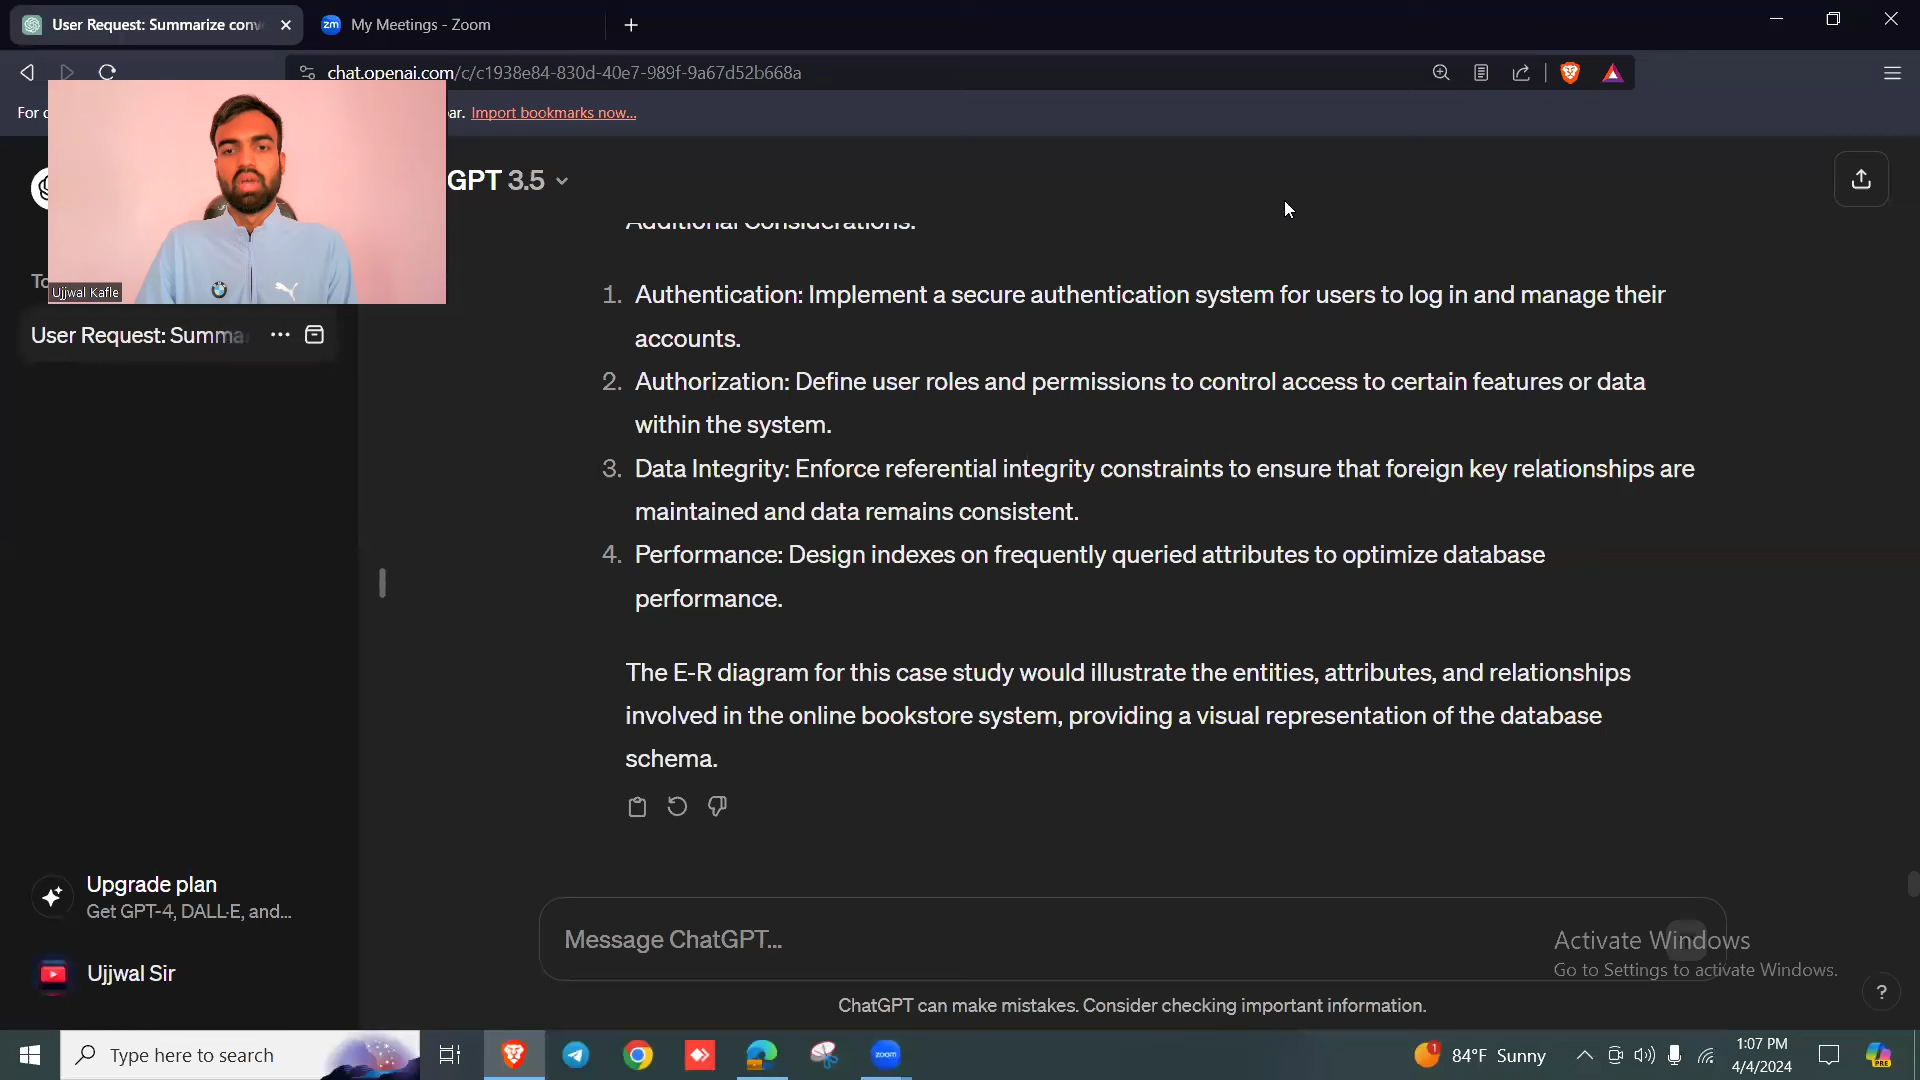 User Request: Summarize conv
zm My Meetings - Zoom
chat.openai.com/c/c1938e84-830d-40e7-989f-9a67d52b668a
For
ar. Import bookmarks now...
GPT 3.5
Additional Considerations:
Ujjwal Kafle
User Request: Summa
1. Authentication: Implement a secure authentication system for users to log in and manage their
accounts.
2. Authorization: Define user roles and permissions to control access to certain features or data
within the system.
3. Data Integrity: Enforce referential integrity constraints to ensure that foreign key relationships are
maintained and data remains consistent.
4. Performance: Design indexes on frequently queried attributes to optimize database
performance.
The E-R diagram for this case study would illustrate the entities, attributes, and relationships
involved in the online bookstore system, providing a visual representation of the database
schema.
Upgrade plan
Get GPT-4, DALL·E, and...
Ujjwal Sir
Message ChatGPT...
Activate Windows
Go to Settings to activate Windows.
ChatGPT can make mistakes. Consider checking important information.
?
Type here to search
zoom
1
84°F Sunny
1:07 PM
4/4/2024
PRE